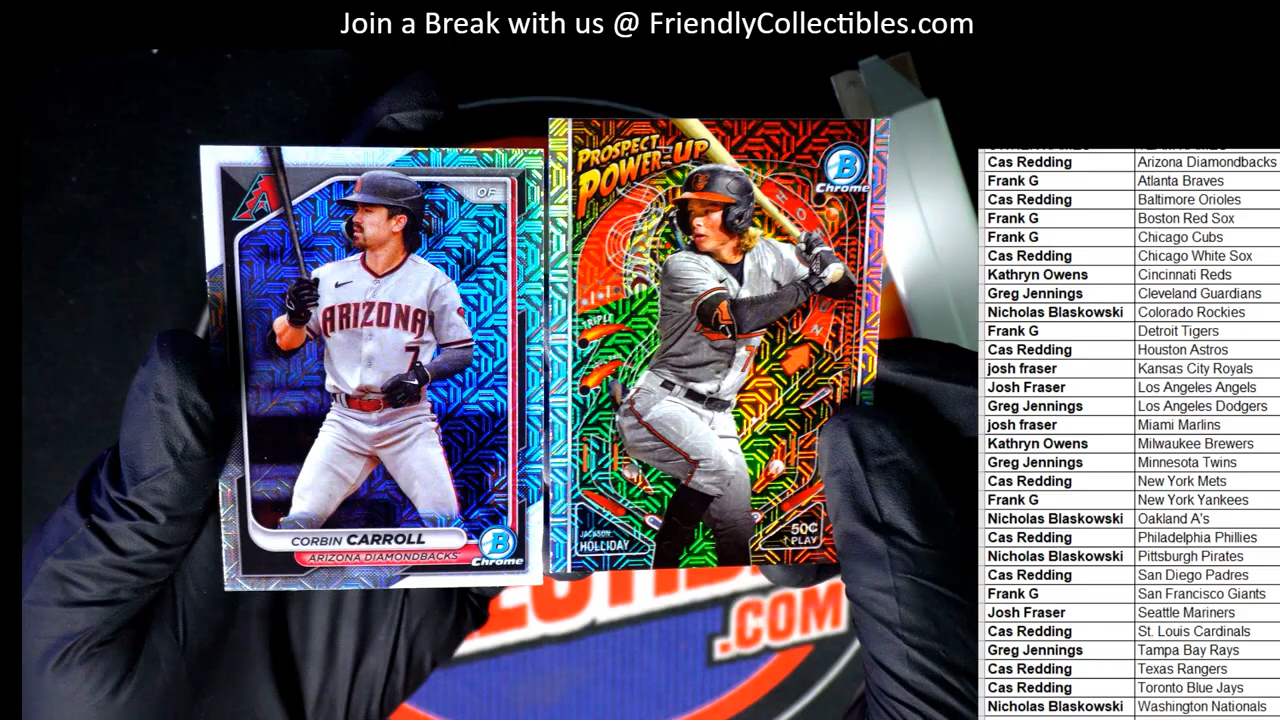 Join a Break with us @ FriendlyCollectibles.com
Cas Redding Arizona Diamondbacks
Frank G Atlanta Braves
Cas Redding Baltimore Orioles
Frank G Boston Red Sox
Frank G Chicago Cubs
Cas Redding Chicago White Sox
Kathryn Owens Cincinnati Reds
Greg Jennings Cleveland Guardians
Nicholas Blaskowski Colorado Rockies
Frank G Detroit Tigers
Cas Redding Houston Astros
josh fraser Kansas City Royals
Josh Fraser Los Angeles Angels
Greg Jennings Los Angeles Dodgers
josh fraser Miami Marlins
Kathryn Owens Milwaukee Brewers
Greg Jennings Minnesota Twins
Cas Redding New York Mets
Frank G New York Yankees
Nicholas Blaskowski Oakland A's
Cas Redding Philadelphia Phillies
Nicholas Blaskowski Pittsburgh Pirates
Cas Redding San Diego Padres
Frank G San Francisco Giants
Josh Fraser Seattle Mariners
Cas Redding St. Louis Cardinals
Greg Jennings Tampa Bay Rays
Cas Redding Texas Rangers
Cas Redding Toronto Blue Jays
Nicholas Blaskowski Washington Nationals
A
OF
ARIZONA
7
CORBIN CARROLL
ARIZONA DIAMONDBACKS
B
Chrome
PROSPECT
POWER-UP
B
Chrome
TRIPLE
7
JACKSON
HOLLIDAY
50¢
PLAY
.COM